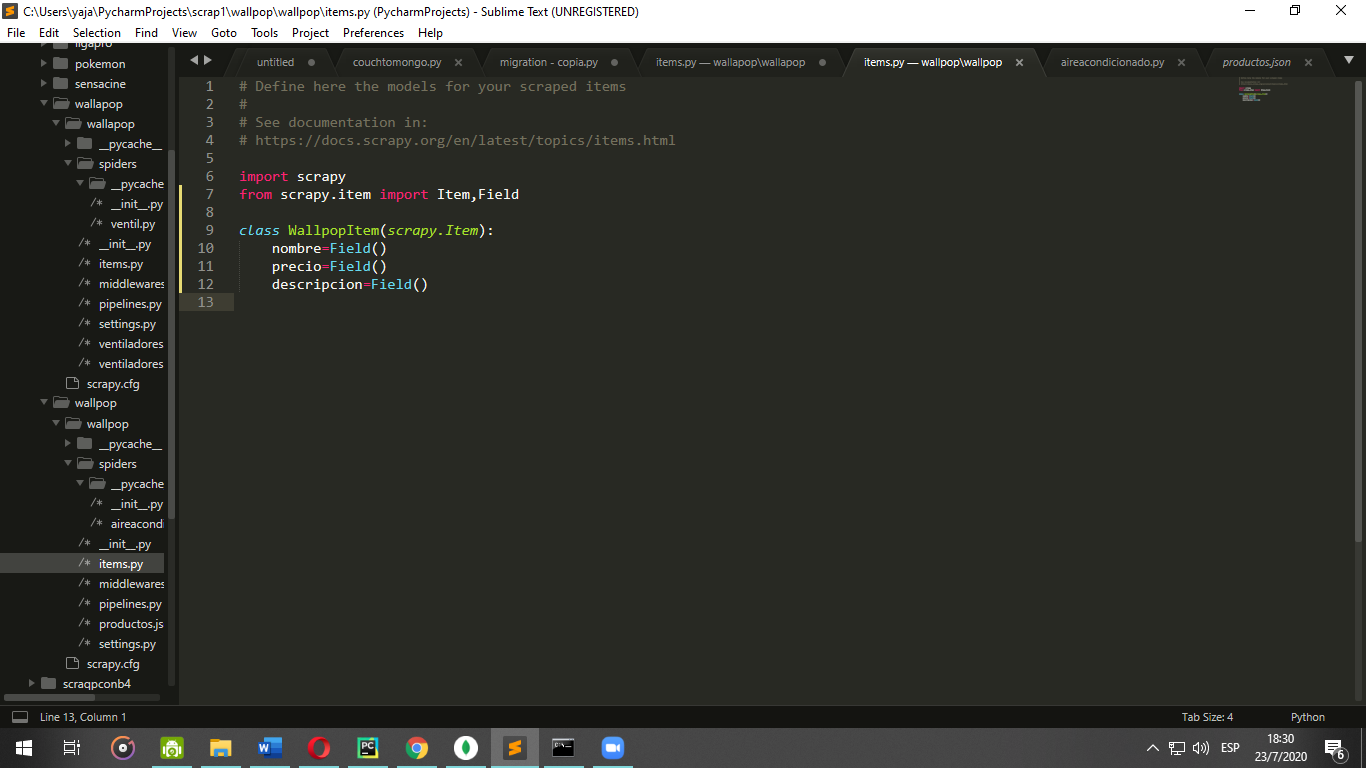 C:\Users\yaja\PycharmProjects\scrap1\wallpop\wallpop\items.py (PycharmProjects) - Sublime Text (UNREGISTERED)
File Edit Selection Find View Goto Tools Project Preferences Help
ligapro
pokemon
sensacine
wallapop
wallapop
__pycache__
spiders
__pycache
/* __init__.py
/* ventil.py
/* __init__.py
/* items.py
/* middlewares
/* pipelines.py
/* settings.py
/* ventiladores
/* ventiladores
scrapy.cfg
wallpop
wallpop
__pycache__
spiders
__pycache
/* __init__.py
/* aireacondi
/* __init__.py
/* items.py
/* middlewares
/* pipelines.py
/* productos.js
/* settings.py
scrapy.cfg
scraqpconb4
untitled couchtomongo.py migration - copia.py items.py — wallapop\wallapop items.py — wallpop\wallpop aireacondicionado.py productos.json
1 # Define here the models for your scraped items
2 #
3 # See documentation in:
4 # https://docs.scrapy.org/en/latest/topics/items.html
5
6 import scrapy
7 from scrapy.item import Item,Field
8
9 class WallpopItem(scrapy.Item):
10 nombre=Field()
11 precio=Field()
12 descripcion=Field()
13
Line 13, Column 1 Tab Size: 4 Python
PC
ESP
18:30
23/7/2020
6